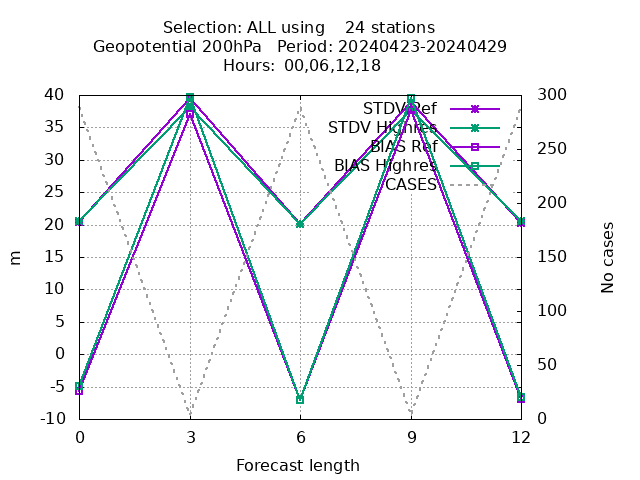 Selection: ALL using    24 stations
Geopotential 200hPa   Period: 20240423-20240429
Hours: 00,06,12,18
STDV Ref
STDV Highres
BIAS Ref
BIAS Highres
CASES
40
35
30
25
20
15
10
5
0
-5
-10
m
300
250
200
150
100
50
0
No cases
0 3 6 9 12
Forecast length